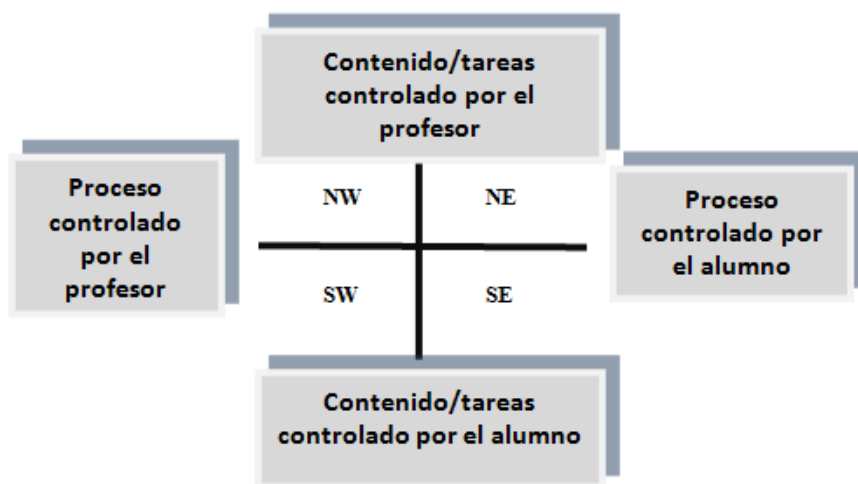 Contenido/tareas
controlado por el
profesor
Proceso
controlado
por el
profesor
NW
NE
Proceso
controlado por
el alumno
SW
SE
Contenido/tareas
controlado por el alumno